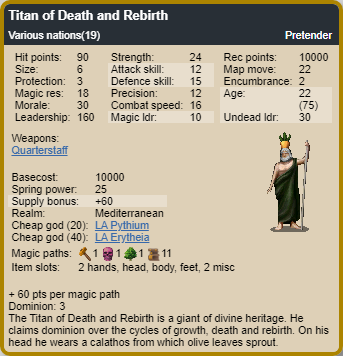 Titan of Death and Rebirth
Various nations(19) Pretender
Hit points: 90 Strength: 24 Rec points: 10000
Size: 6 Attack skill: 12 Map move: 22
Protection: 3 Defence skill: 15 Encumbrance: 2
Magic res: 18 Precision: 12 Age: 22
Morale: 30 Combat speed: 16 (75)
Leadership: 160 Magic ldr: 10 Undead ldr: 30
Weapons:
Quarterstaff
Basecost: 10000
Spring power: 25
Supply bonus: +60
Realm: Mediterranean
Cheap god (20): LA Pythium
Cheap god (40): LA Erytheia
Magic paths: 1 1 1 11
Item slots: 2 hands, head, body, feet, 2 misc
+ 60 pts per magic path
Dominion: 3
The Titan of Death and Rebirth is a giant of divine heritage. He
claims dominion over the cycles of growth, death and rebirth. On his
head he wears a calathos from which olive leaves sprout.